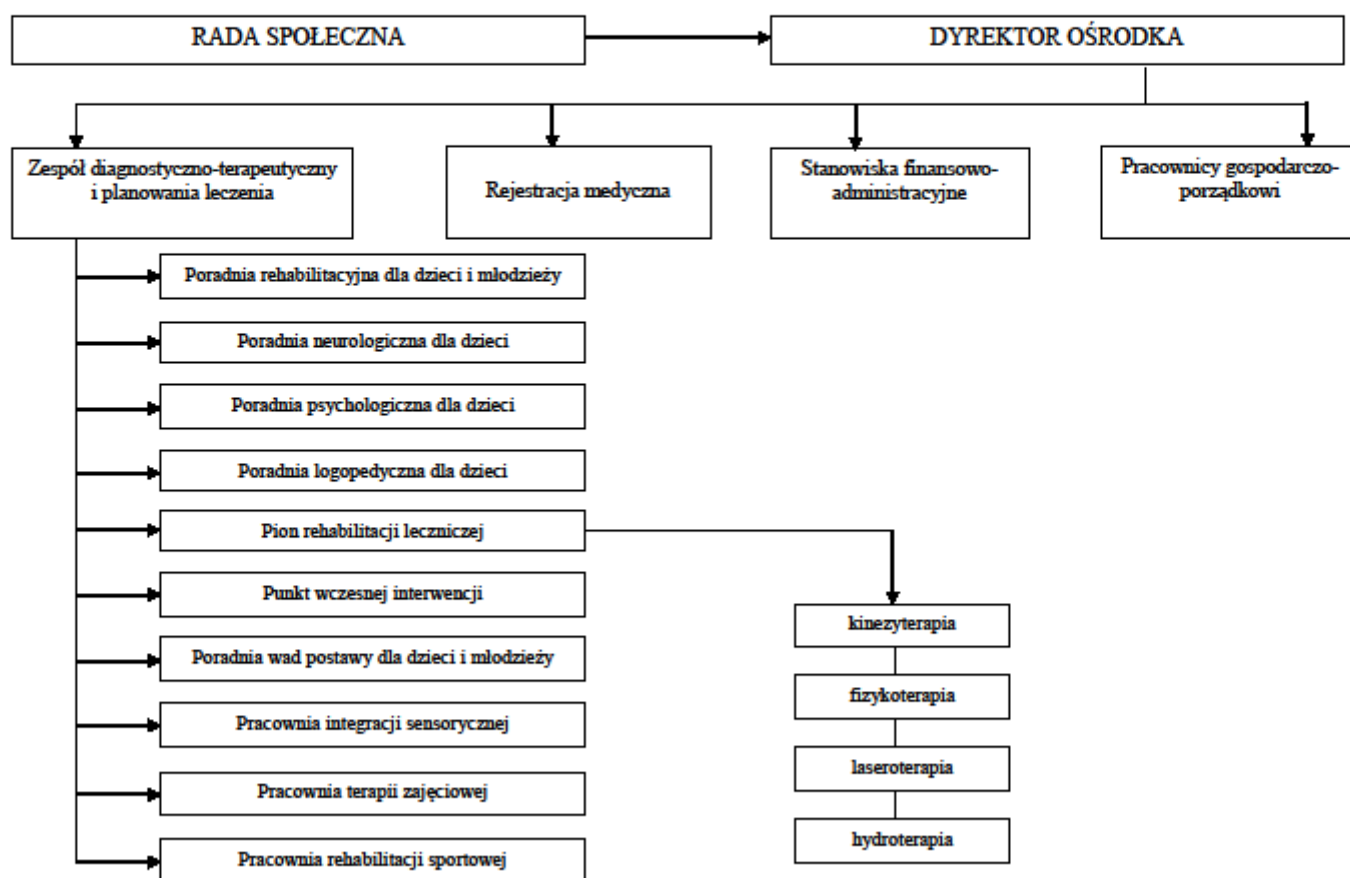 RADA SPOŁECZNA
DYREKTOR OŚRODKA
Zespół diagnostyczno-terapeutyczny
i planowania leczenia
Rejestracja medyczna
Stanowiska finansowo-
administracyjne
Pracownicy gospodarczo-
porządkowi
Poradnia rehabilitacyjna dla dzieci i młodzieży
Poradnia neurologiczna dla dzieci
Poradnia psychologiczna dla dzieci
Poradnia logopedyczna dla dzieci
Pion rehabilitacji leczniczej
Punkt wczesnej interwencji
Poradnia wad postawy dla dzieci i młodzieży
Pracownia integracji sensorycznej
Pracownia terapii zajęciowej
Pracownia rehabilitacji sportowej
kinezyterapia
fizykoterapia
laseroterapia
hydroterapia